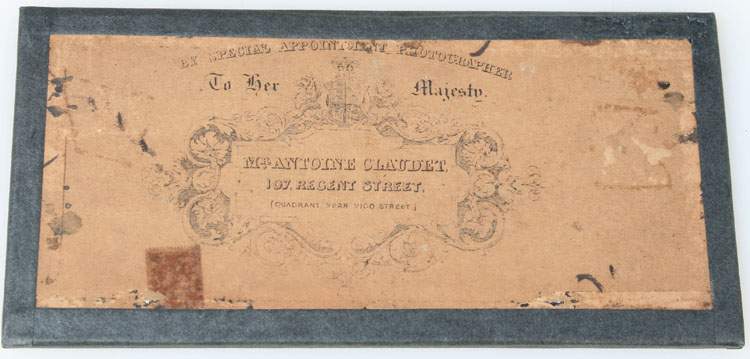 BY SPECIAL APPOINTMENT PHOTOGRAPHER
To Her Majesty.
Mr. ANTOINE CLAUDET.
107, REGENT STREET,
(QUADRANT, NEAR VIGO STREET)